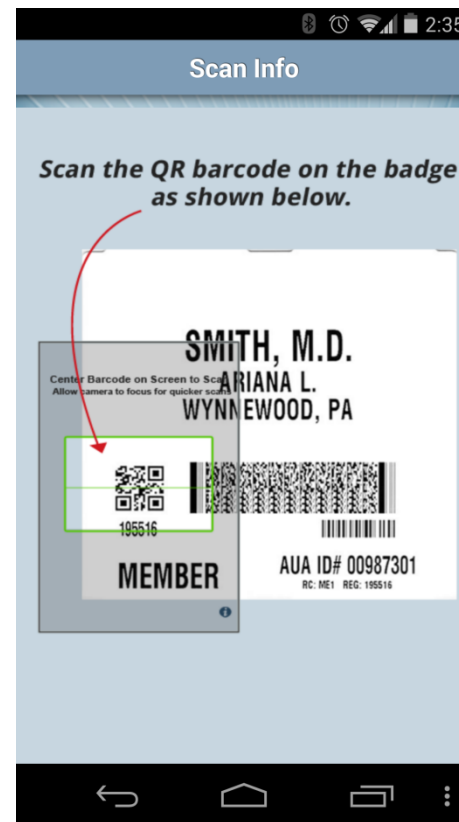 2:35
Scan Info
Scan the QR barcode on the badge
as shown below.
SMITH, M.D.
Center Barcode on Screen to Scan
ARIANA L.
Allow camera to focus for quicker scans
WYNNEWOOD, PA
195516
MEMBER
AUA ID# 00987301
RC: ME1 REG: 195516